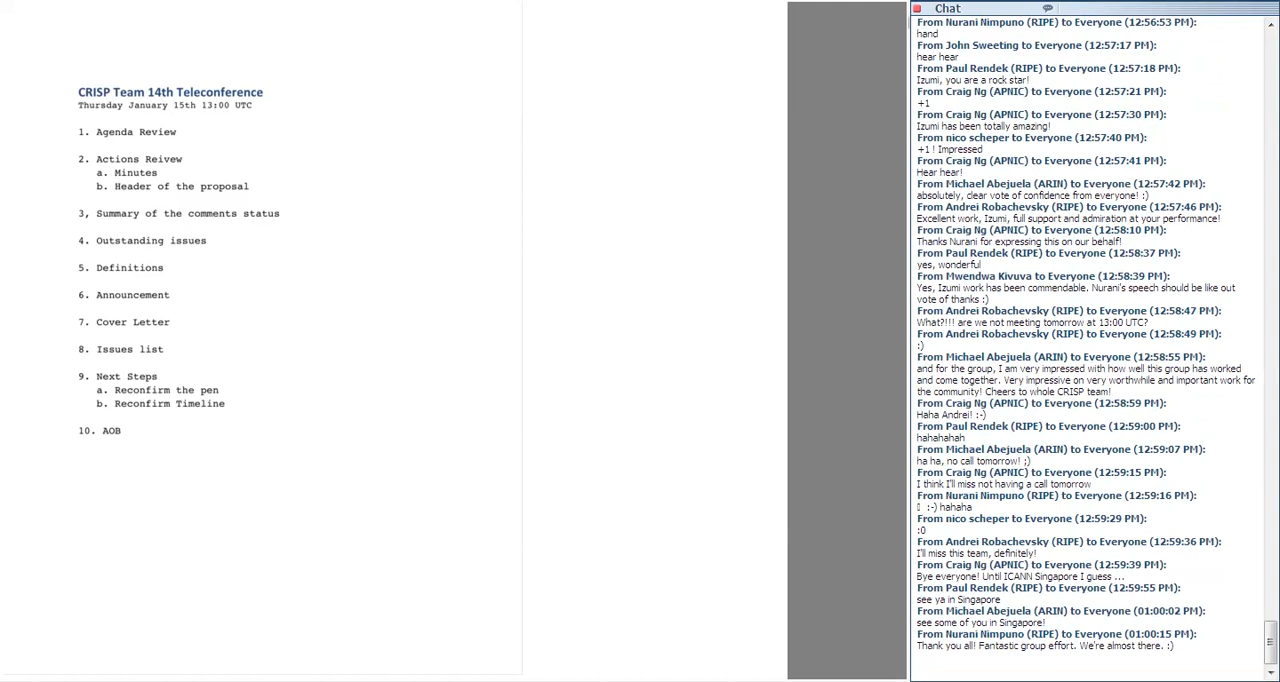 CRISP Team 14th Teleconference
Thursday January 15th 13:00 UTC
1. Agenda Review
2. Actions Reivew
a. Minutes
b. Header of the proposal
3, Summary of the comments status
4. Outstanding issues
5. Definitions
6. Announcement
7. Cover Letter
8. Issues list
9. Next Steps
a. Reconfirm the pen
b. Reconfirm Timeline
10. AOB
Chat
From Nurani Nimpuno (RIPE) to Everyone (12:56:53 PM):
hand
From John Sweeting to Everyone (12:57:17 PM):
hear hear
From Paul Rendek (RIPE) to Everyone (12:57:18 PM):
Izumi, you are a rock star!
From Craig Ng (APNIC) to Everyone (12:57:21 PM):
+1
From Craig Ng (APNIC) to Everyone (12:57:30 PM):
Izumi has been totally amazing!
From nico scheper to Everyone (12:57:40 PM):
+1 ! Impressed
From Craig Ng (APNIC) to Everyone (12:57:41 PM):
Hear hear!
From Michael Abejuela (ARIN) to Everyone (12:57:42 PM):
absolutely, clear vote of confidence from everyone! :)
From Andrei Robachevsky (RIPE) to Everyone (12:57:46 PM):
Excellent work, Izumi, full support and admiration at your performance!
From Craig Ng (APNIC) to Everyone (12:58:10 PM):
Thanks Nurani for expressing this on our behalf!
From Paul Rendek (RIPE) to Everyone (12:58:37 PM):
yes, wonderful
From Mwendwa Kivuva to Everyone (12:58:39 PM):
Yes, Izumi work has been commendable. Nurani's speech should be like out
vote of thanks :)
From Andrei Robachevsky (RIPE) to Everyone (12:58:47 PM):
What?!!! are we not meeting tomorrow at 13:00 UTC?
From Andrei Robachevsky (RIPE) to Everyone (12:58:49 PM):
:)
From Michael Abejuela (ARIN) to Everyone (12:58:55 PM):
and for the group, I am very impressed with how well this group has worked
and come together. Very impressive on very worthwhile and important work for
the community! Cheers to whole CRISP team!
From Craig Ng (APNIC) to Everyone (12:58:59 PM):
Haha Andrei! :-)
From Paul Rendek (RIPE) to Everyone (12:59:00 PM):
hahahahah
From Michael Abejuela (ARIN) to Everyone (12:59:07 PM):
ha ha, no call tomorrow! ;)
From Craig Ng (APNIC) to Everyone (12:59:15 PM):
I think I'll miss not having a call tomorrow
From Nurani Nimpuno (RIPE) to Everyone (12:59:16 PM):
:-) hahaha
From nico scheper to Everyone (12:59:29 PM):
:0
From Andrei Robachevsky (RIPE) to Everyone (12:59:36 PM):
I'll miss this team, definitely!
From Craig Ng (APNIC) to Everyone (12:59:39 PM):
Bye everyone! Until ICANN Singapore I guess ...
From Paul Rendek (RIPE) to Everyone (12:59:55 PM):
see ya in Singapore
From Michael Abejuela (ARIN) to Everyone (01:00:02 PM):
see some of you in Singapore!
From Nurani Nimpuno (RIPE) to Everyone (01:00:15 PM):
Thank you all! Fantastic group effort. We're almost there. :)